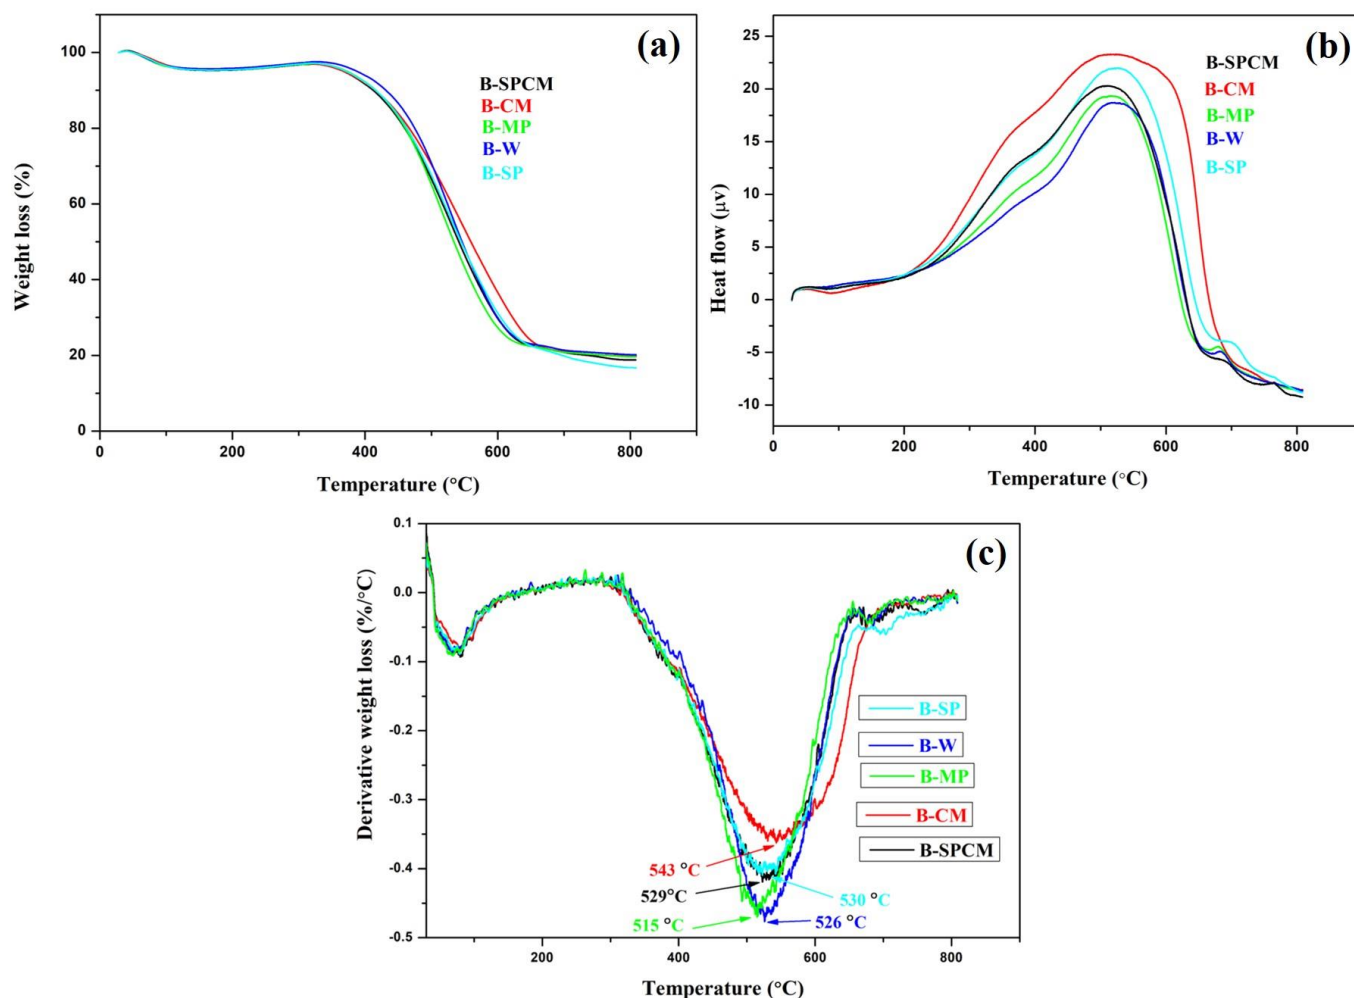 (a)
100
80
60
40
20
0
0
200
400
600
800
Weight loss (%)
Temperature (°C)
B-SPCM
B-CM
B-MP
B-W
B-SP
(b)
25
20
15
10
5
0
-5
-10
0
200
400
600
800
Heat flow (μv)
Temperature (°C)
B-SPCM
B-CM
B-MP
B-W
B-SP
(c)
0.1
0.0
-0.1
-0.2
-0.3
-0.4
-0.5
200
400
600
800
Derivative weight loss (%/°C)
Temperature (°C)
B-SP
B-W
B-MP
B-CM
B-SPCM
543 °C
529°C
530 °C
515 °C
526 °C